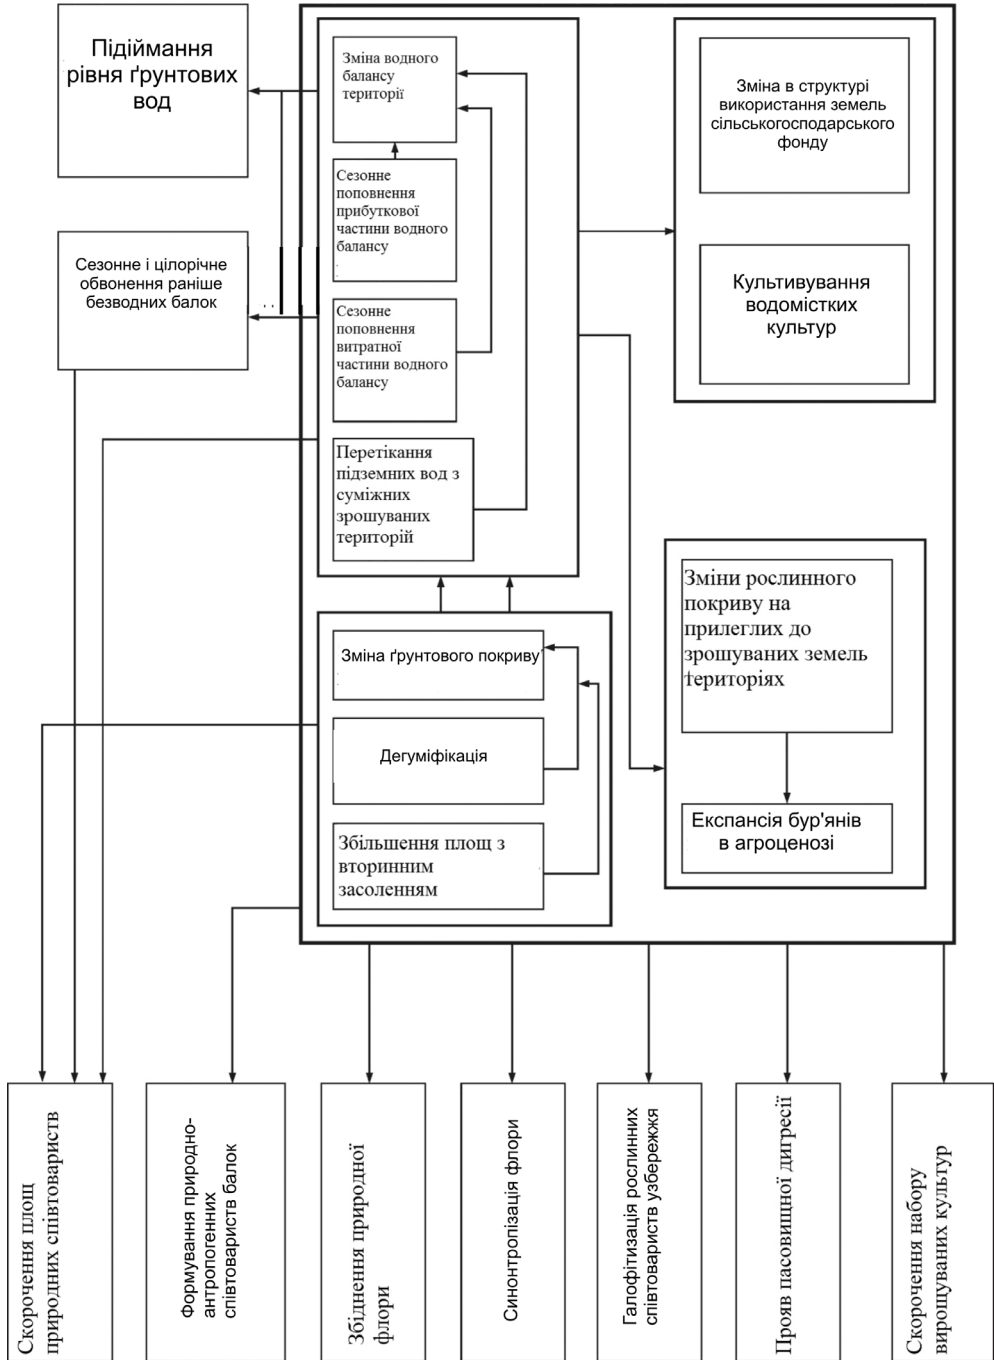 Підіймання
рівня ґрунтових
вод
Сезонне і цілорічне
обвонення раніше
безводних балок
Зміна водного
балансу
території
Сезонне
поповнення
прибуткової
частини водного
балансу
Сезонне
поповнення
витратної
частини водного
балансу
Перетікання
підземних вод з
суміжних
зрошуваних
територій
Зміна в структурі
використання земель
сільськогосподарського
фонду
Культивування
водомістких
культур
Зміна ґрунтового покриву
Дегуміфікація
Збільшення площ з
вторинним
засоленням
Зміни рослинного
покриву на
прилеглих до
зрошуваних земель
територіях
Експансія бур'янів
в агроценозі
Скорочення площ
природних співтовариств
Формування природно-
антропогенних
співтовариств балок
Збіднення природної
флори
Синонтропізація флори
Галофітизація рослинних
співтовариств узбережжя
Прояв пасовищної дигресії
Скорочення набору
вирощуваних культур